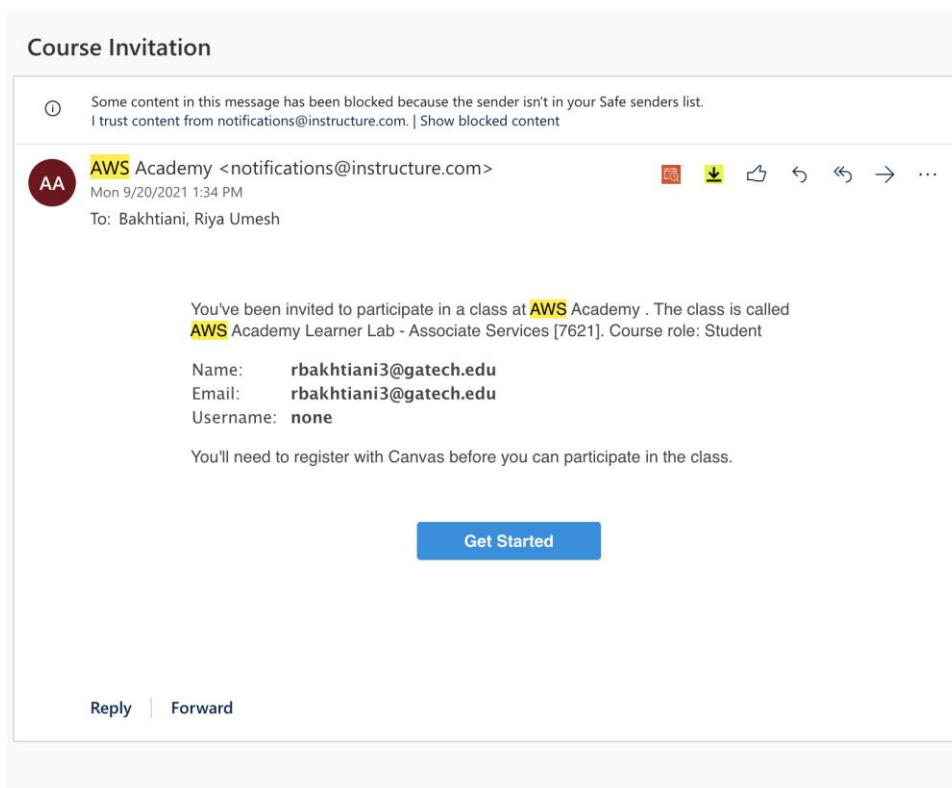 Course Invitation
Some content in this message has been blocked because the sender isn't in your Safe senders list.
I trust content from notifications@instructure.com. | Show blocked content
AA
AWS Academy <notifications@instructure.com>
Mon 9/20/2021 1:34 PM
To: Bakhtiani, Riya Umesh
You've been invited to participate in a class at AWS Academy . The class is called
AWS Academy Learner Lab - Associate Services [7621]. Course role: Student
Name: rbakhtiani3@gatech.edu
Email: rbakhtiani3@gatech.edu
Username: none
You'll need to register with Canvas before you can participate in the class.
Get Started
Reply Forward